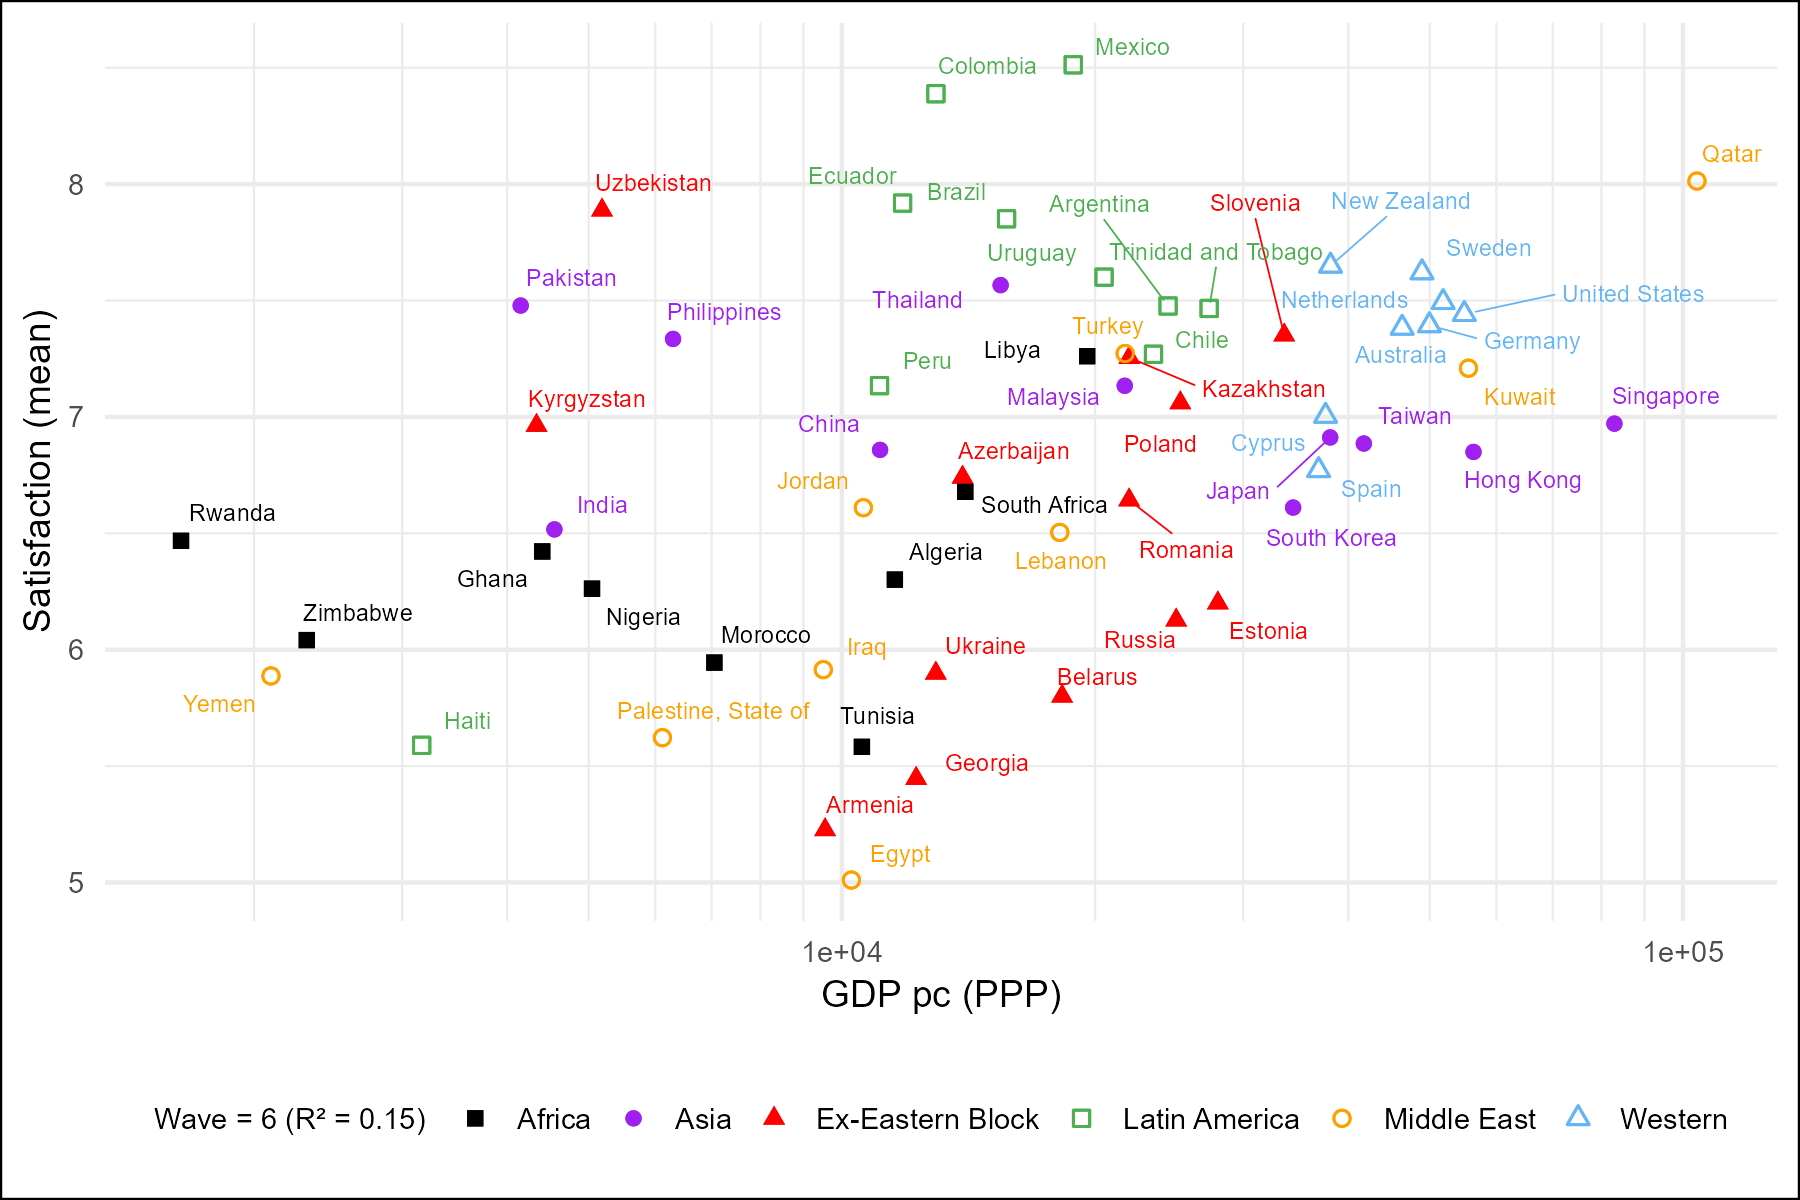 Mexico
Colombia
Qatar
Ecuador
Uzbekistan
8
Brazil
Argentina
Slovenia
New Zealand
Uruguay
Trinidad and Tobago
Sweden
Pakistan
Thailand
Netherlands
United States
Philippines
Turkey
Libya
Chile
Germany
Australia
Peru
Kyrgyzstan
Malaysia
Kazakhstan
Kuwait
Singapore
7
China
Taiwan
Poland
Cyprus
Azerbaijan
Jordan
Hong Kong
Japan
Spain
Rwanda
India
South Africa
South Korea
Satisfaction (mean)
Algeria
Romania
Lebanon
Ghana
Zimbabwe
Nigeria
Morocco
Estonia
Russia
6
Iraq
Ukraine
Belarus
Yemen
Palestine, State of
Haiti
Tunisia
Georgia
Armenia
Egypt
5
1e+04
1e+05
GDP pc (PPP)
Wave = 6 (R² = 0.15) Africa Asia Ex-Eastern Block Latin America Middle East Western